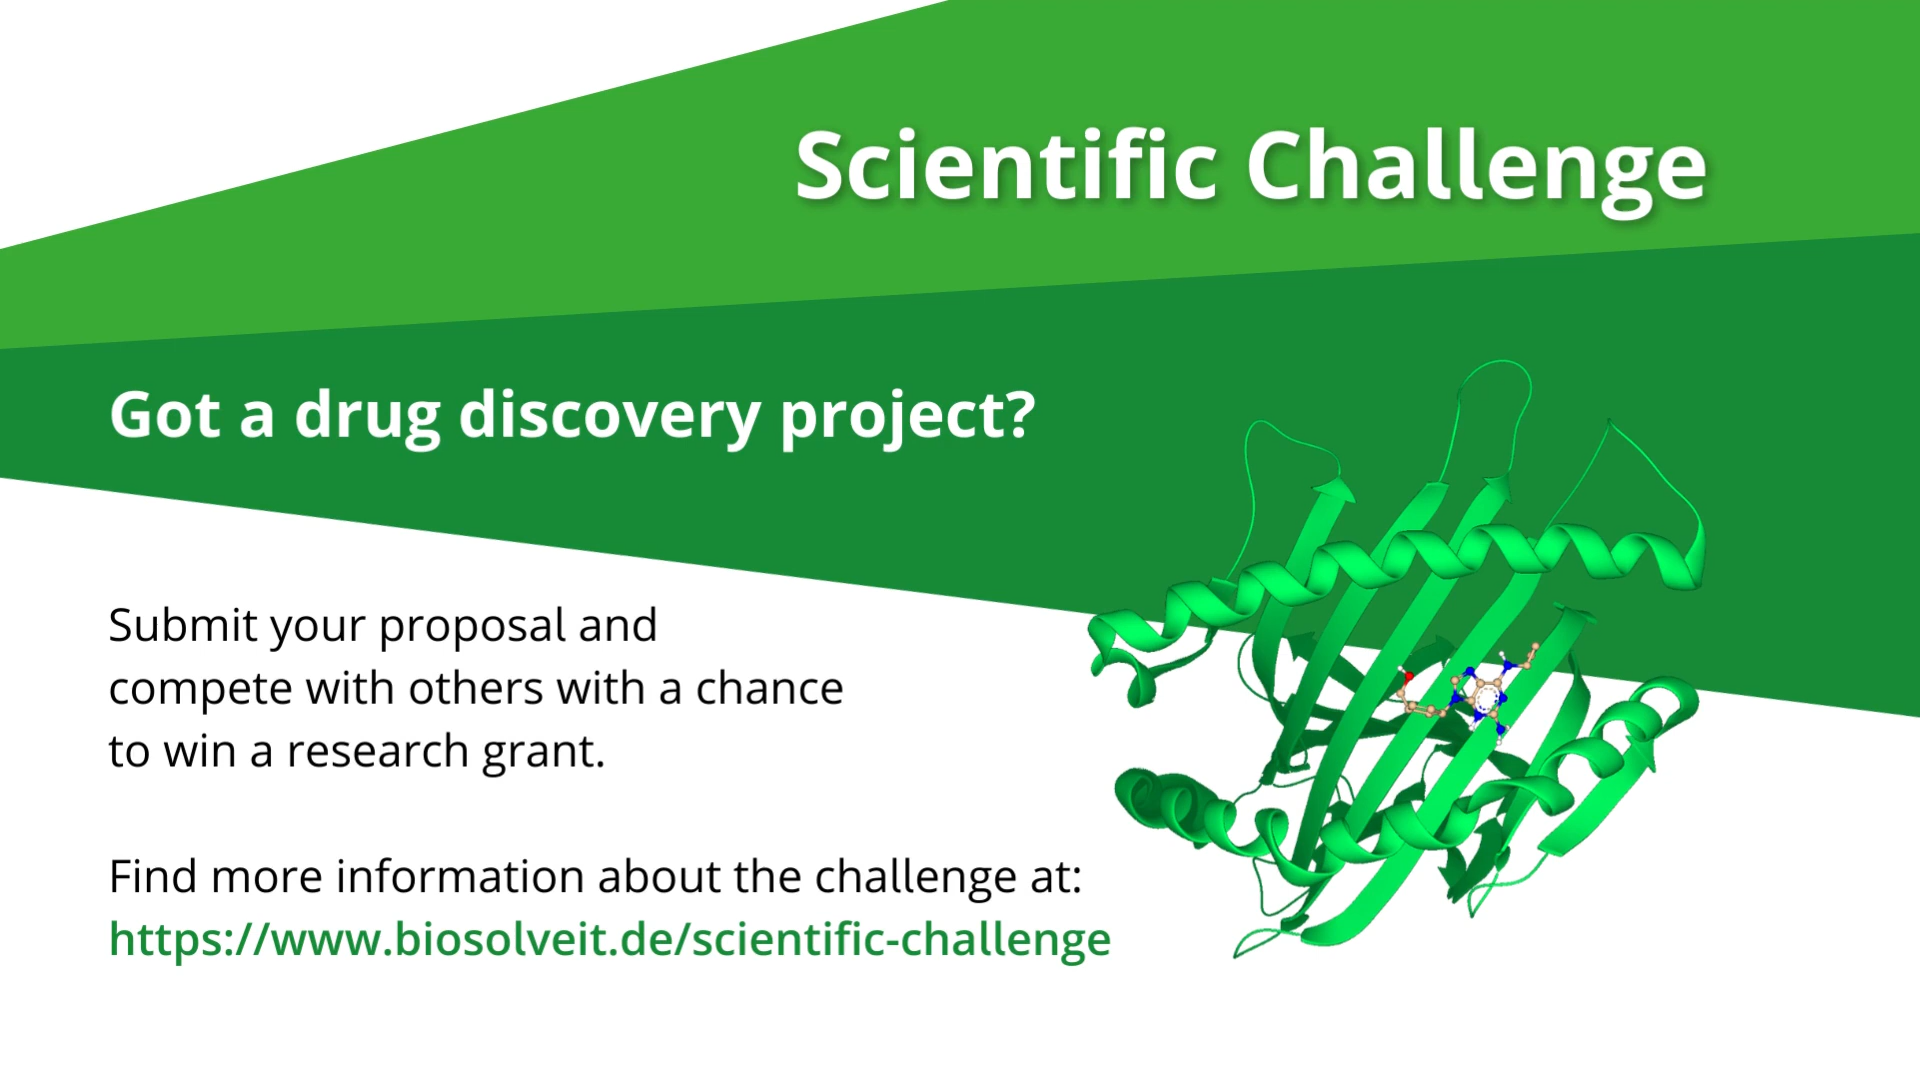 Scientific Challenge
Got a drug discovery project?
Submit your proposal and
compete with others with a chance
to win a research grant.
Find more information about the challenge at:
https://www.biosolveit.de/scientific-challenge